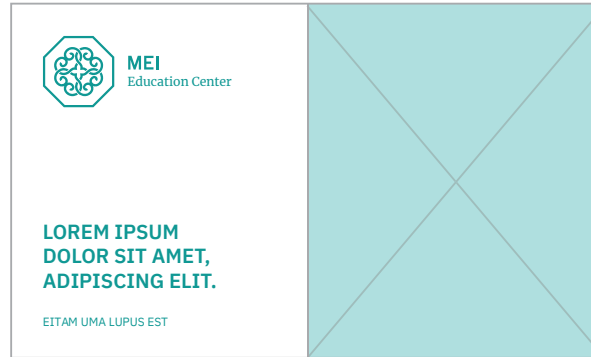 MEI
Education Center
LOREM IPSUM
DOLOR SIT AMET,
ADIPISCING ELIT.
EITAM UMA LUPUS EST